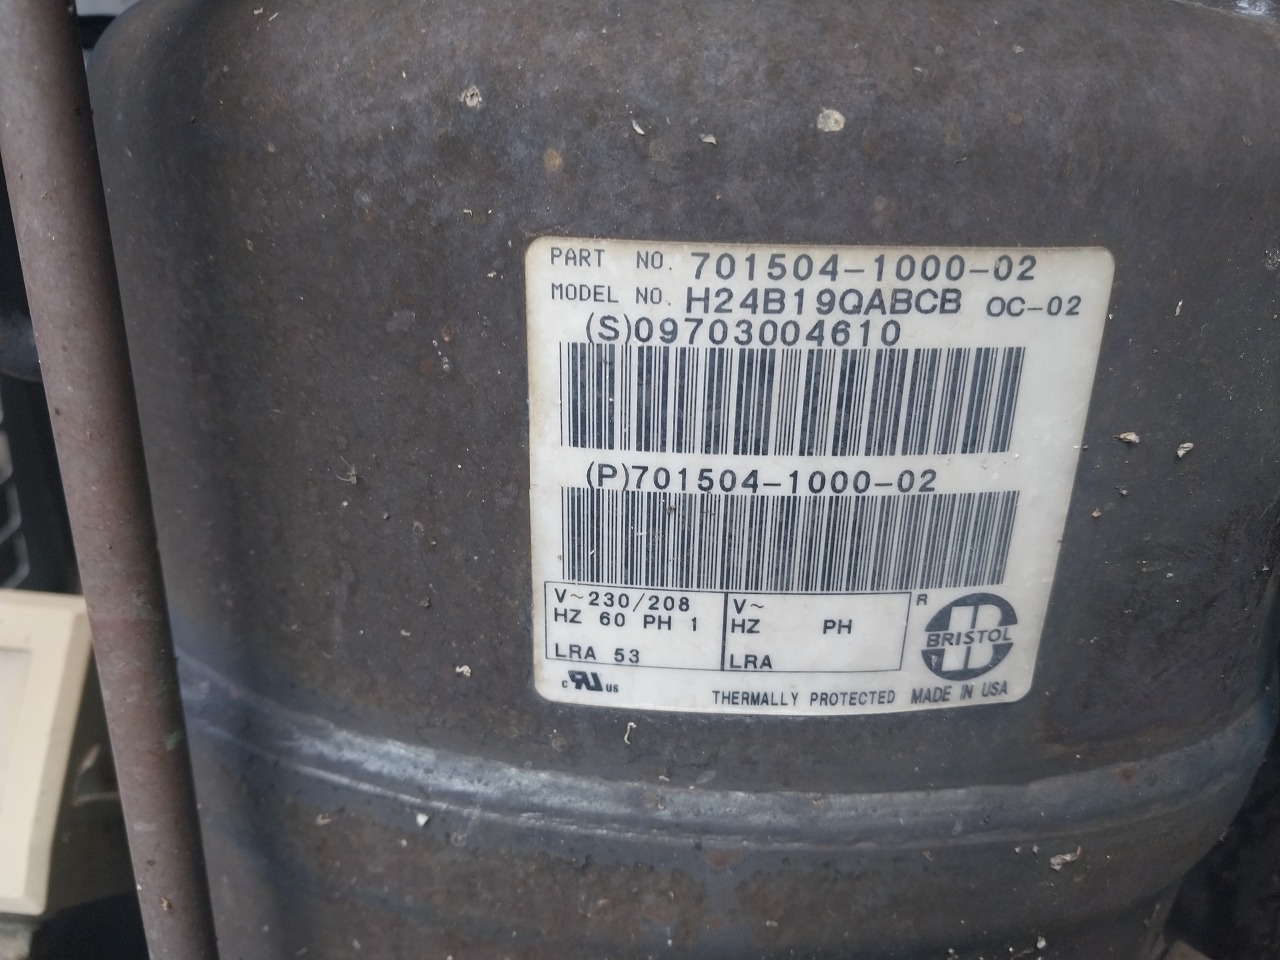 PART NO. 701504-1000-02
MODEL NO. H24B19QABCB OC-02
(S)09703004610
(P)701504-1000-02
V~230/208
HZ 60 PH 1
LRA 53
V~
HZ PH
LRA
R
BRISTOL
c RU us
THERMALLY PROTECTED MADE IN USA